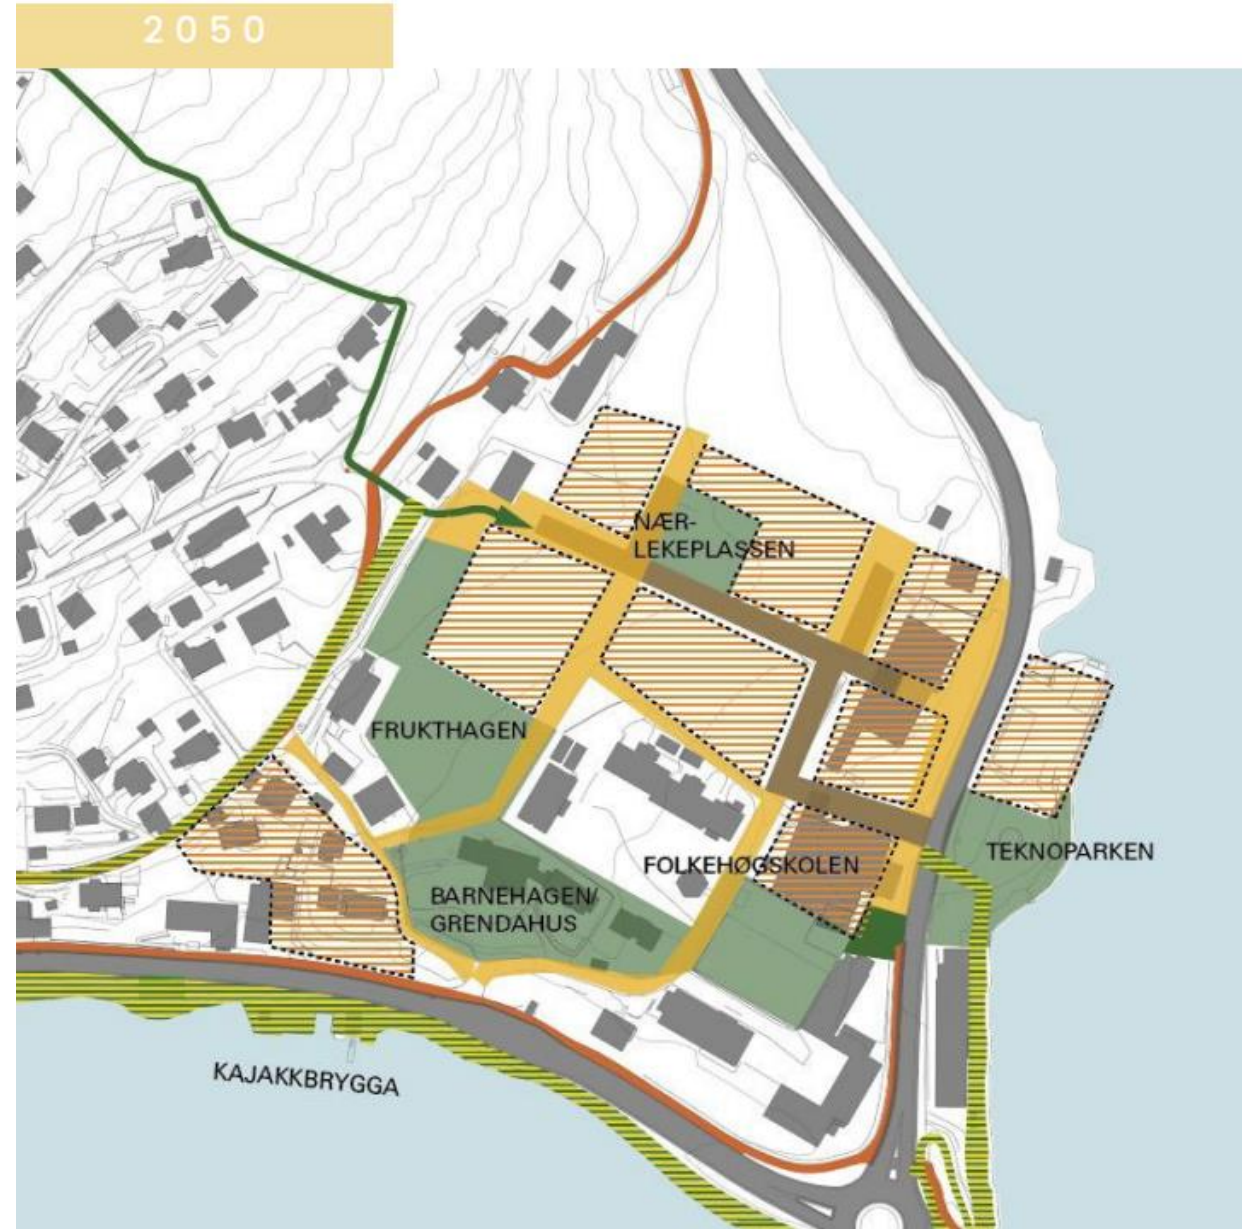 2050
NÆR-
LEKEPLASSEN
FRUKTHAGEN
FOLKEHØGSKOLEN
TEKNOPARKEN
BARNEHAGEN/
GRENDAHUS
KAJAKKBRYGGA